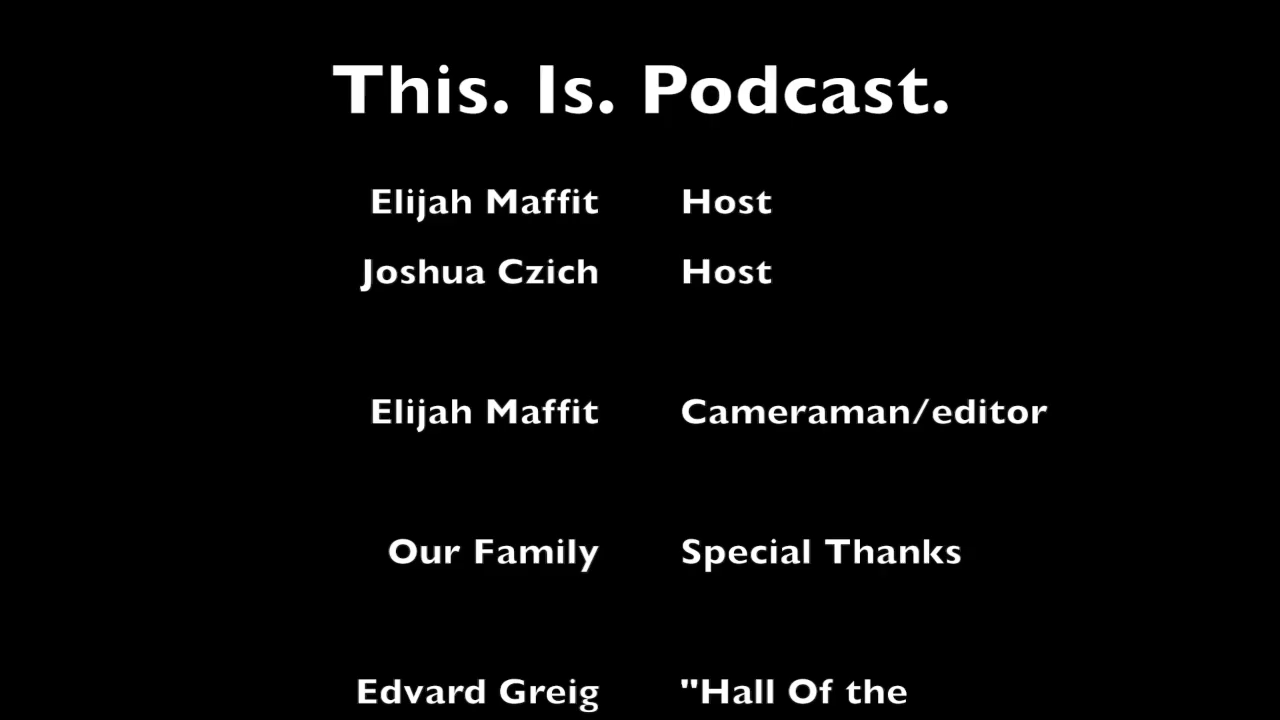 This. Is. Podcast.
Elijah Maffit Host
Joshua Czich Host
Elijah Maffit Cameraman/editor
Our Family Special Thanks
Edvard Greig "Hall Of the